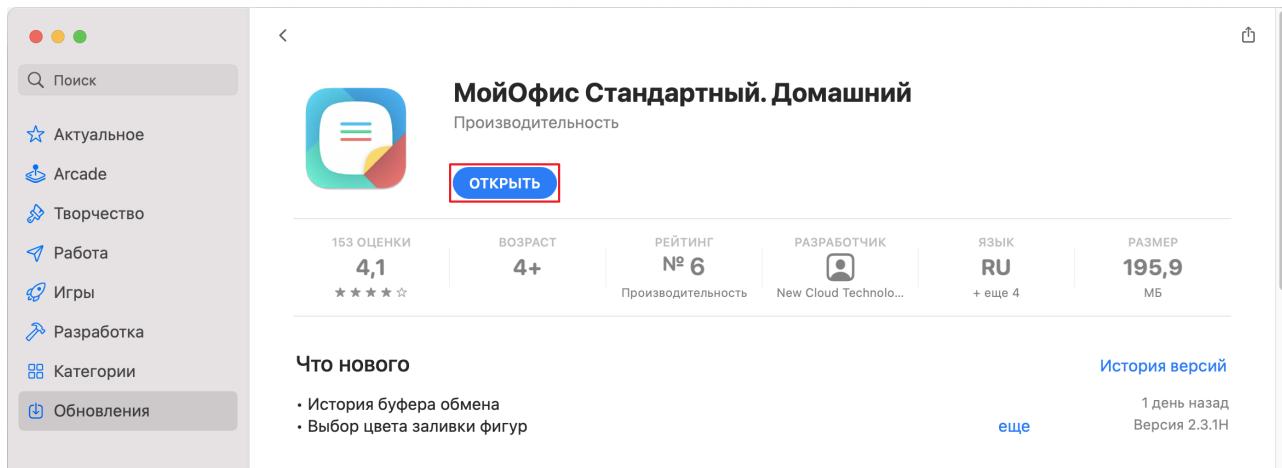 Поиск
Актуальное
Arcade
Творчество
Работа
Игры
Разработка
Категории
Обновления
МойОфис Стандартный. Домашний
Производительность
ОТКРЫТЬ
153 ОЦЕНКИ
4,1
★★★★☆
ВОЗРАСТ
4+
РЕЙТИНГ
№ 6
Производительность
РАЗРАБОТЧИК
New Cloud Technolo...
ЯЗЫК
RU
+ еще 4
РАЗМЕР
195,9
МБ
Что нового
История версий
• История буфера обмена
• Выбор цвета заливки фигур
еще
1 день назад
Версия 2.3.1H